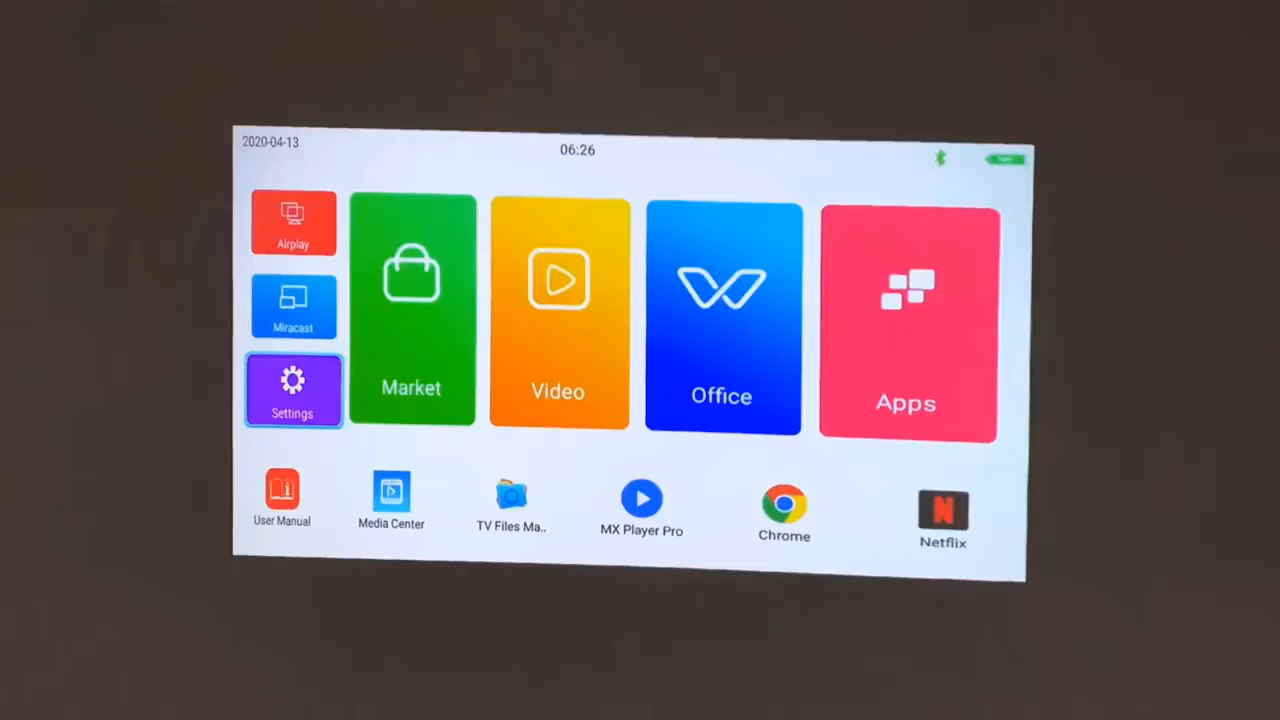 2020-04-13
06:26
Airplay
Miracast
Settings
Market
Video
Office
Apps
User Manual
Media Center
TV Files Ma..
MX Player Pro
Chrome
N
Netflix